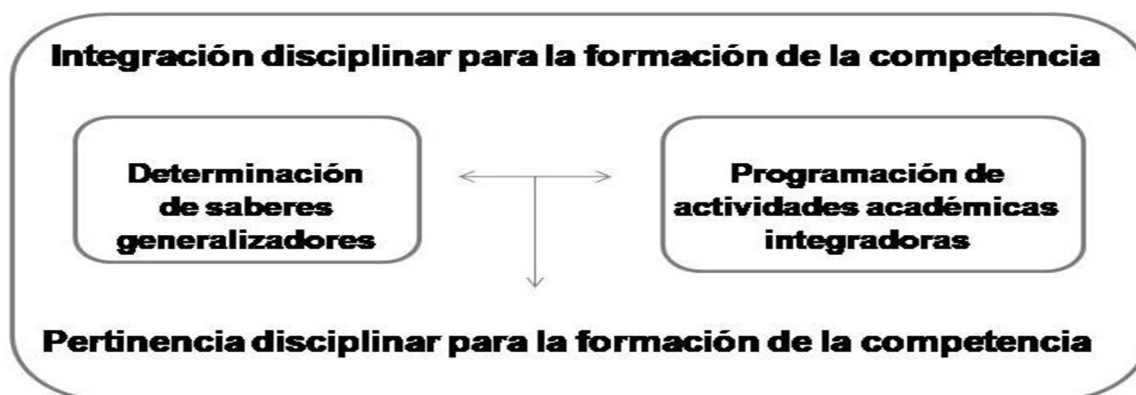 Integración disciplinar para la formación de la competencia
Determinación
de saberes
generalizadores
Programación de
actividades académicas
integradoras
Pertinencia disciplinar para la formación de la competencia